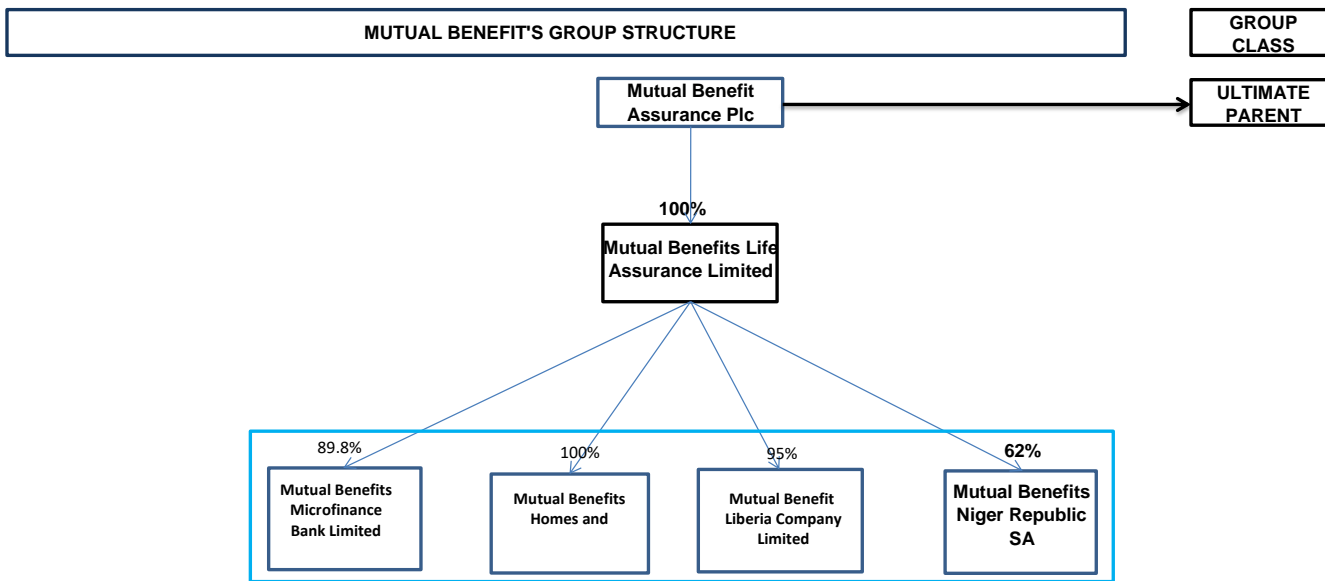 MUTUAL BENEFIT'S GROUP STRUCTURE
GROUP
CLASS
Mutual Benefit
Assurance Plc
ULTIMATE
PARENT
100%
Mutual Benefits Life
Assurance Limited
89.8%
100%
95%
62%
Mutual Benefits
Microfinance
Bank Limited
Mutual Benefits
Homes and
Mutual Benefit
Liberia Company
Limited
Mutual Benefits
Niger Republic
SA